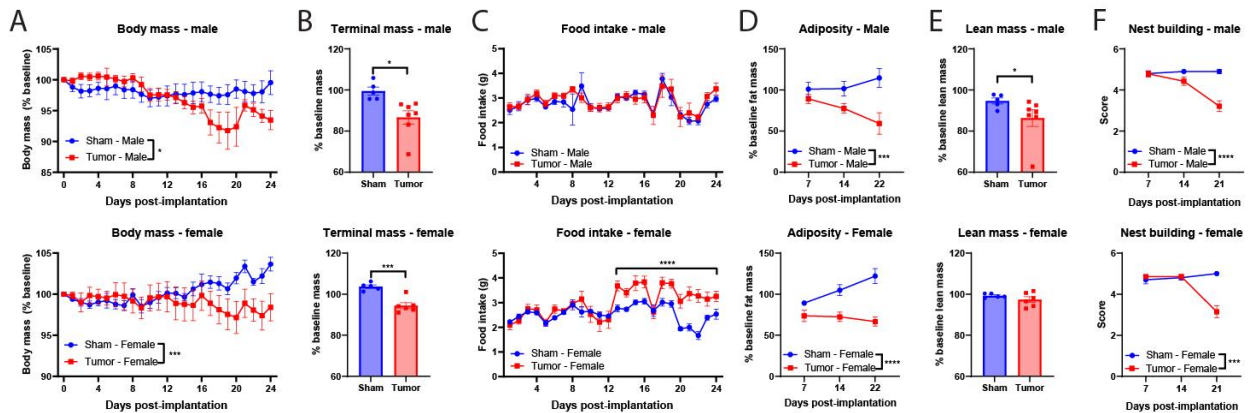 A
Body mass - male
Body mass (% baseline)
105
100
95
90
85
Sham - Male
Tumor - Male
*
0 4 8 12 16 20 24
Days post-implantation
B
Terminal mass - male
% baseline mass
120
100
80
60
*
Sham Tumor
C
Food intake - male
Food intake (g)
5
4
3
2
1
0
Sham - Male
Tumor - Male
4 8 12 16 20 24
Days post-implantation
D
Adiposity - Male
% baseline fat mass
150
100
50
0
Sham - Male
Tumor - Male
***
7 14 22
Days post-implantation
E
Lean mass - male
% baseline lean mass
120
100
80
60
*
Sham Tumor
F
Nest building - male
Score
6
4
2
0
Sham - Male
Tumor - Male
****
7 14 21
Days post-implantation
Body mass - female
Body mass (% baseline)
105
100
95
90
Sham - Female
Tumor - Female
***
0 4 8 12 16 20 24
Days post-implantation
Terminal mass - female
% baseline mass
120
100
80
60
***
Sham Tumor
Food intake - female
Food intake (g)
5
4
3
2
1
0
****
Sham - Female
Tumor - Female
4 8 12 16 20 24
Days post-implantation
Adiposity - Female
% baseline fat mass
150
100
50
0
Sham - Female
Tumor - Female
****
7 14 22
Days post-implantation
Lean mass - female
% baseline lean mass
120
100
80
60
Sham Tumor
Nest building - female
Score
6
4
2
0
Sham - Female
Tumor - Female
***
7 14 21
Days post-implantation